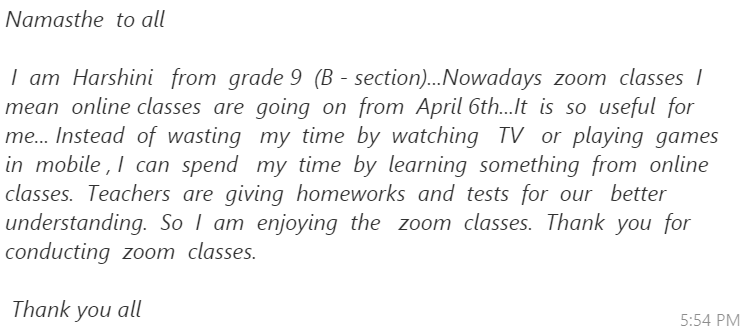 Namasthe to all
I am Harshini from grade 9 (B - section)...Nowadays zoom classes I
mean online classes are going on from April 6th...It is so useful for
me... Instead of wasting my time by watching TV or playing games
in mobile , I can spend my time by learning something from online
classes. Teachers are giving homeworks and tests for our better
understanding. So I am enjoying the zoom classes. Thank you for
conducting zoom classes.
Thank you all
5:54 PM